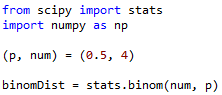 from scipy import stats
import numpy as np
(p, num) = (0.5, 4)
binomDist = stats.binom(num, p)